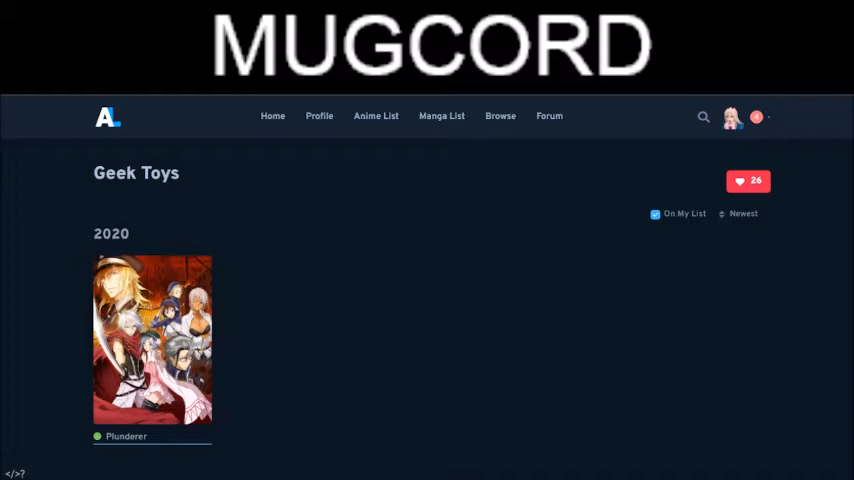 MUGCORD
AL
Home Profile Anime List Manga List Browse Forum
Geek Toys
26
On My List Newest
2020
Plunderer
</>?